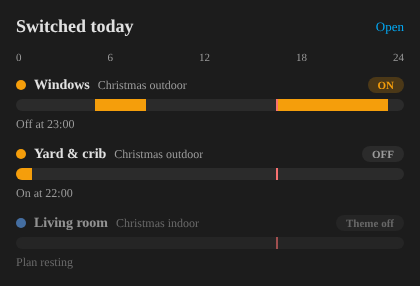 Switched today Open
0 6 12 18 24
Windows Christmas outdoor ON
Off at 23:00
Yard & crib Christmas outdoor OFF
On at 22:00
Living room Christmas indoor Theme off
Plan resting